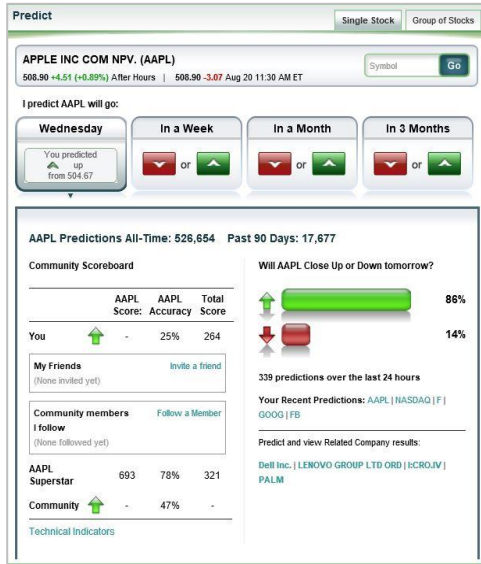 Predict
Single Stock
Group of Stocks
APPLE INC COM NPV. (AAPL)
508.90 +4.51 (+0.89%) After Hours | 508.90 -3.07 Aug 20 11:30 AM ET
Symbol
Go
I predict AAPL will go:
Wednesday
In a Week
In a Month
In 3 Months
You predicted
up
from 504.67
or
or
or
AAPL Predictions All-Time: 526,654 Past 90 Days: 17,677
Community Scoreboard
AAPL Score:
AAPL Accuracy
Total Score
You - 25% 264
My Friends Invite a friend
(None invited yet)
Community members Follow a Member
I follow
(None followed yet)
AAPL
Superstar 693 78% 321
Community - 47% -
Technical Indicators
Will AAPL Close Up or Down tomorrow?
86%
14%
339 predictions over the last 24 hours
Your Recent Predictions: AAPL | NASDAQ | F |
GOOG | FB
Predict and view Related Company results:
Dell Inc. | LENOVO GROUP LTD ORD | I:CRO.IV |
PALM